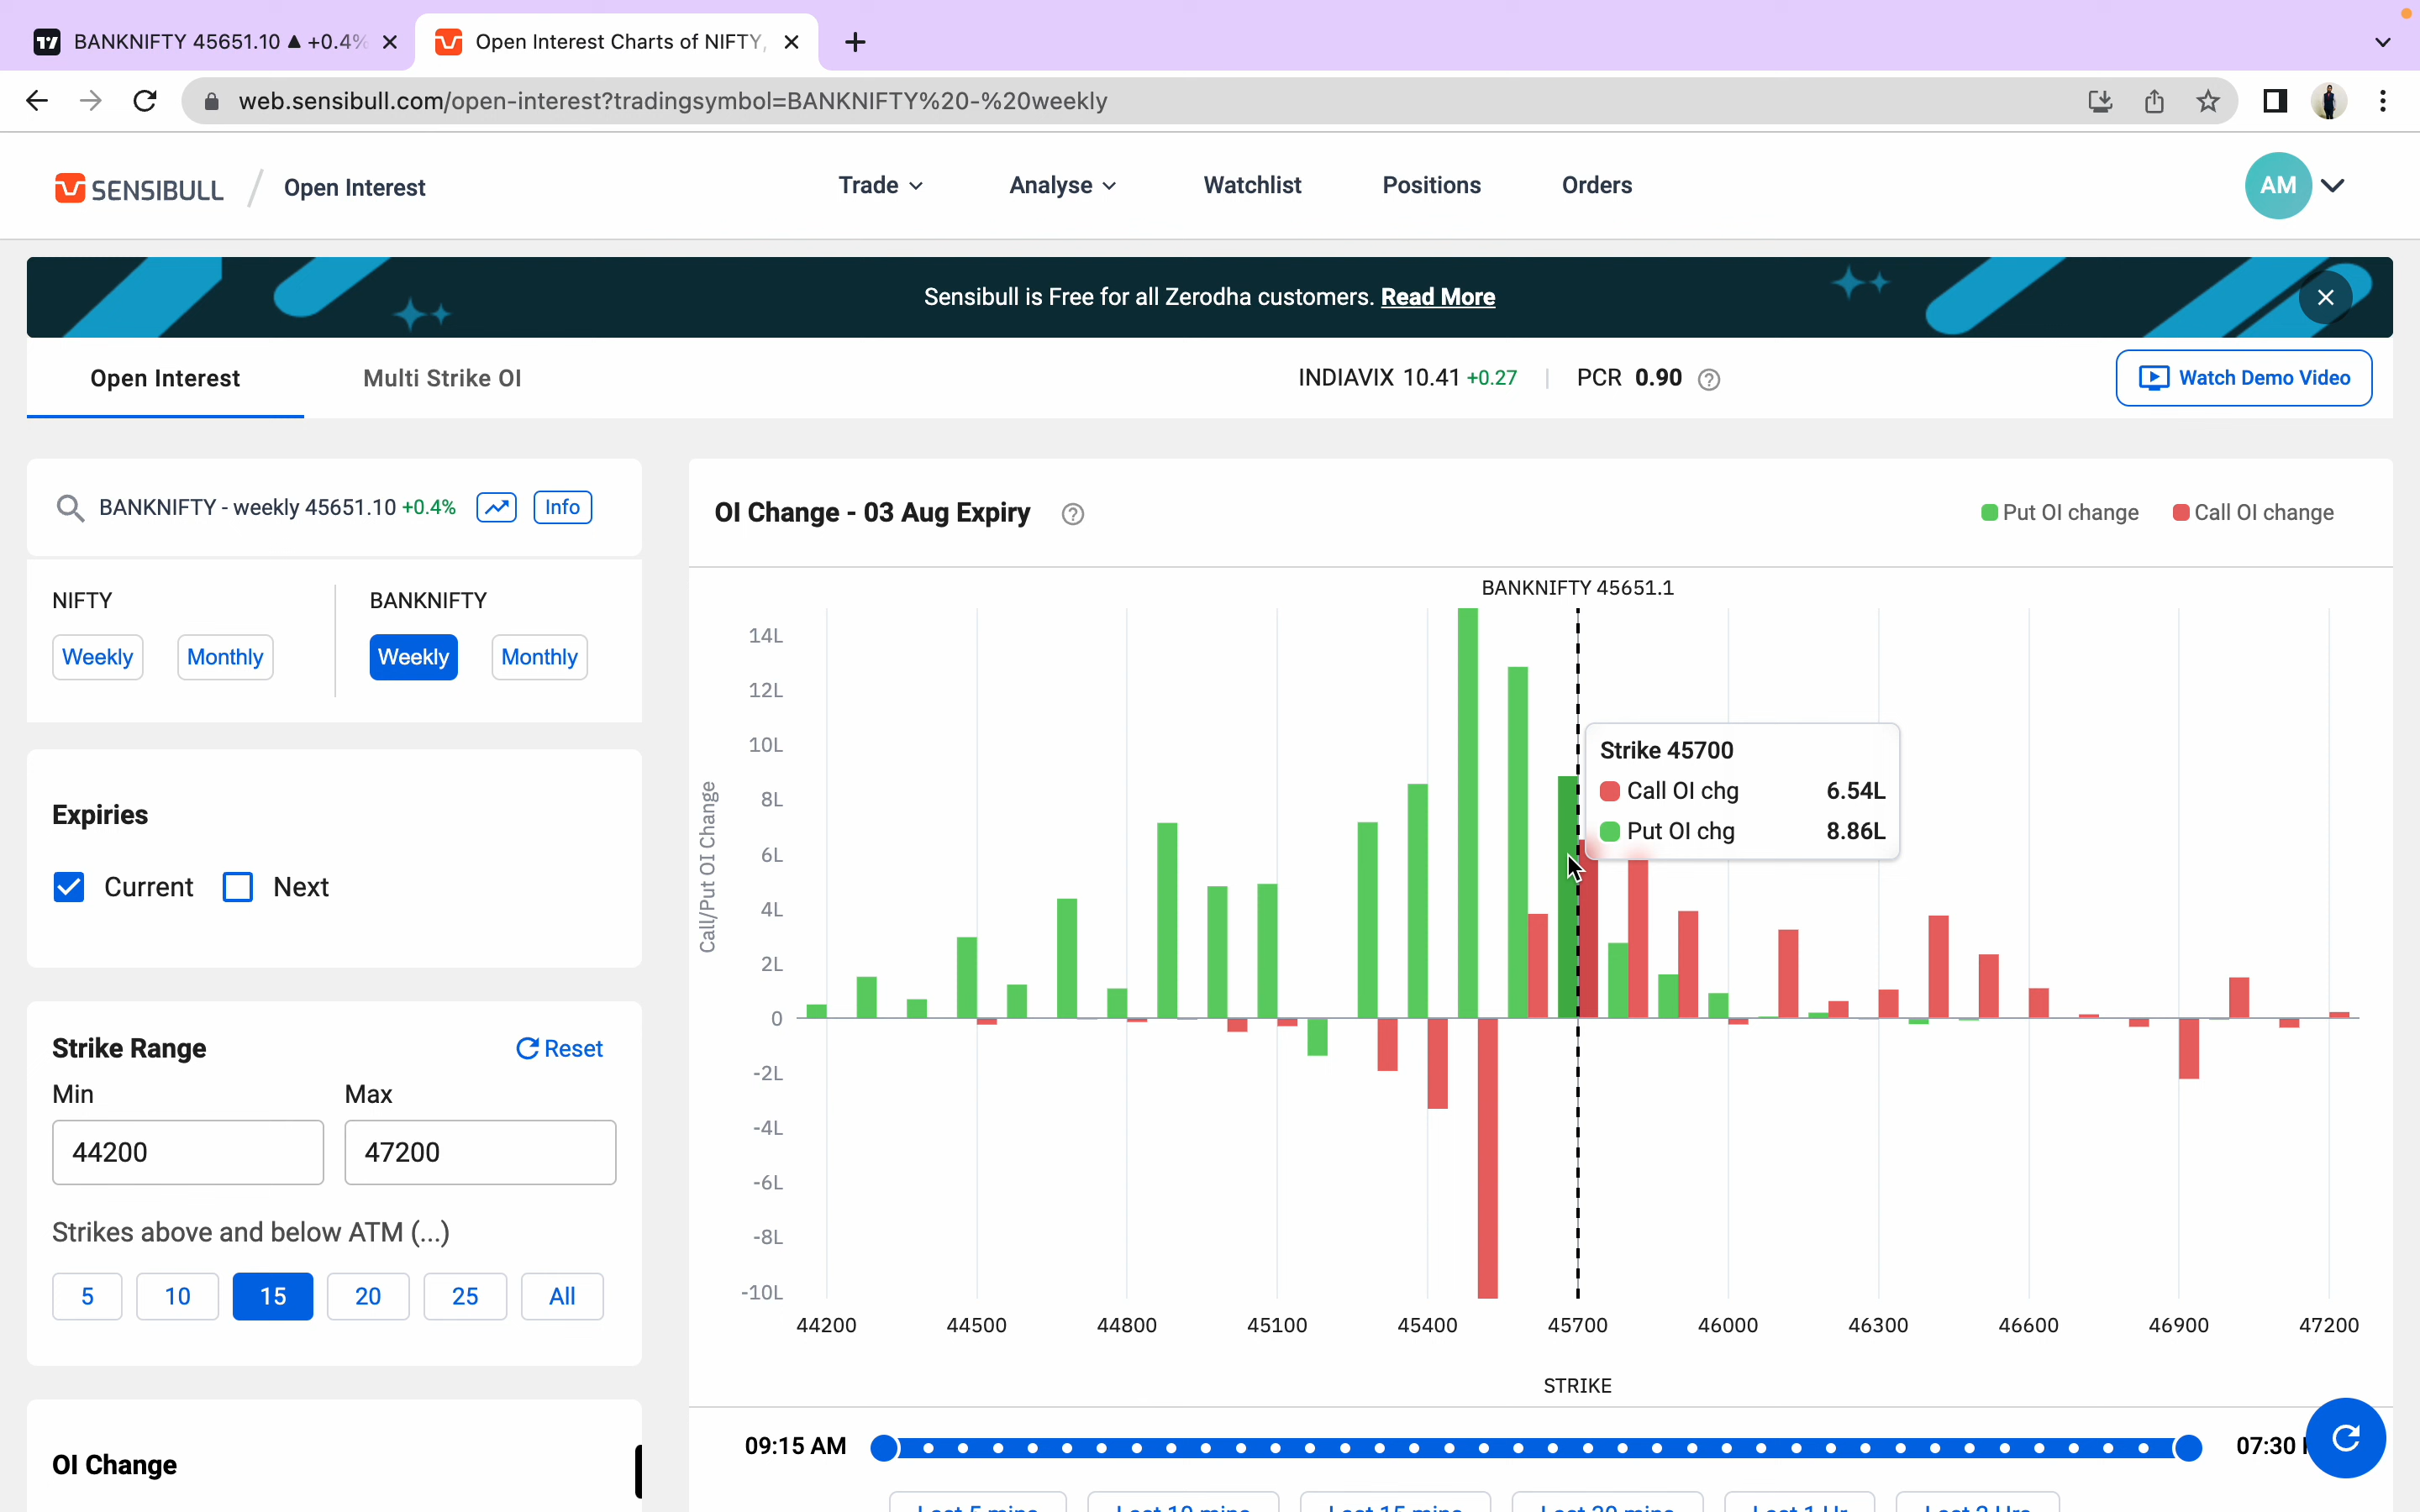 BANKNIFTY 45651.10 ▲ +0.4%
Open Interest Charts of NIFTY,
web.sensibull.com/open-interest?tradingsymbol=BANKNIFTY%20-%20weekly
SENSIBULL / Open Interest
Trade
Analyse
Watchlist
Positions
Orders
AM
Sensibull is Free for all Zerodha customers. Read More
Open Interest
Multi Strike OI
INDIAVIX 10.41 +0.27
PCR 0.90
Watch Demo Video
BANKNIFTY - weekly 45651.10 +0.4%
Info
NIFTY
Weekly
Monthly
BANKNIFTY
Weekly
Monthly
Expiries
Current
Next
Strike Range
Reset
Min
Max
44200
47200
Strikes above and below ATM (...)
5
10
15
20
25
All
OI Change
OI Change - 03 Aug Expiry
Put OI change
Call OI change
BANKNIFTY 45651.1
Call/Put OI Change
14L
12L
10L
8L
6L
4L
2L
0
-2L
-4L
-6L
-8L
-10L
Strike 45700
Call OI chg 6.54L
Put OI chg 8.86L
44200
44500
44800
45100
45400
45700
46000
46300
46600
46900
47200
STRIKE
09:15 AM
07:30